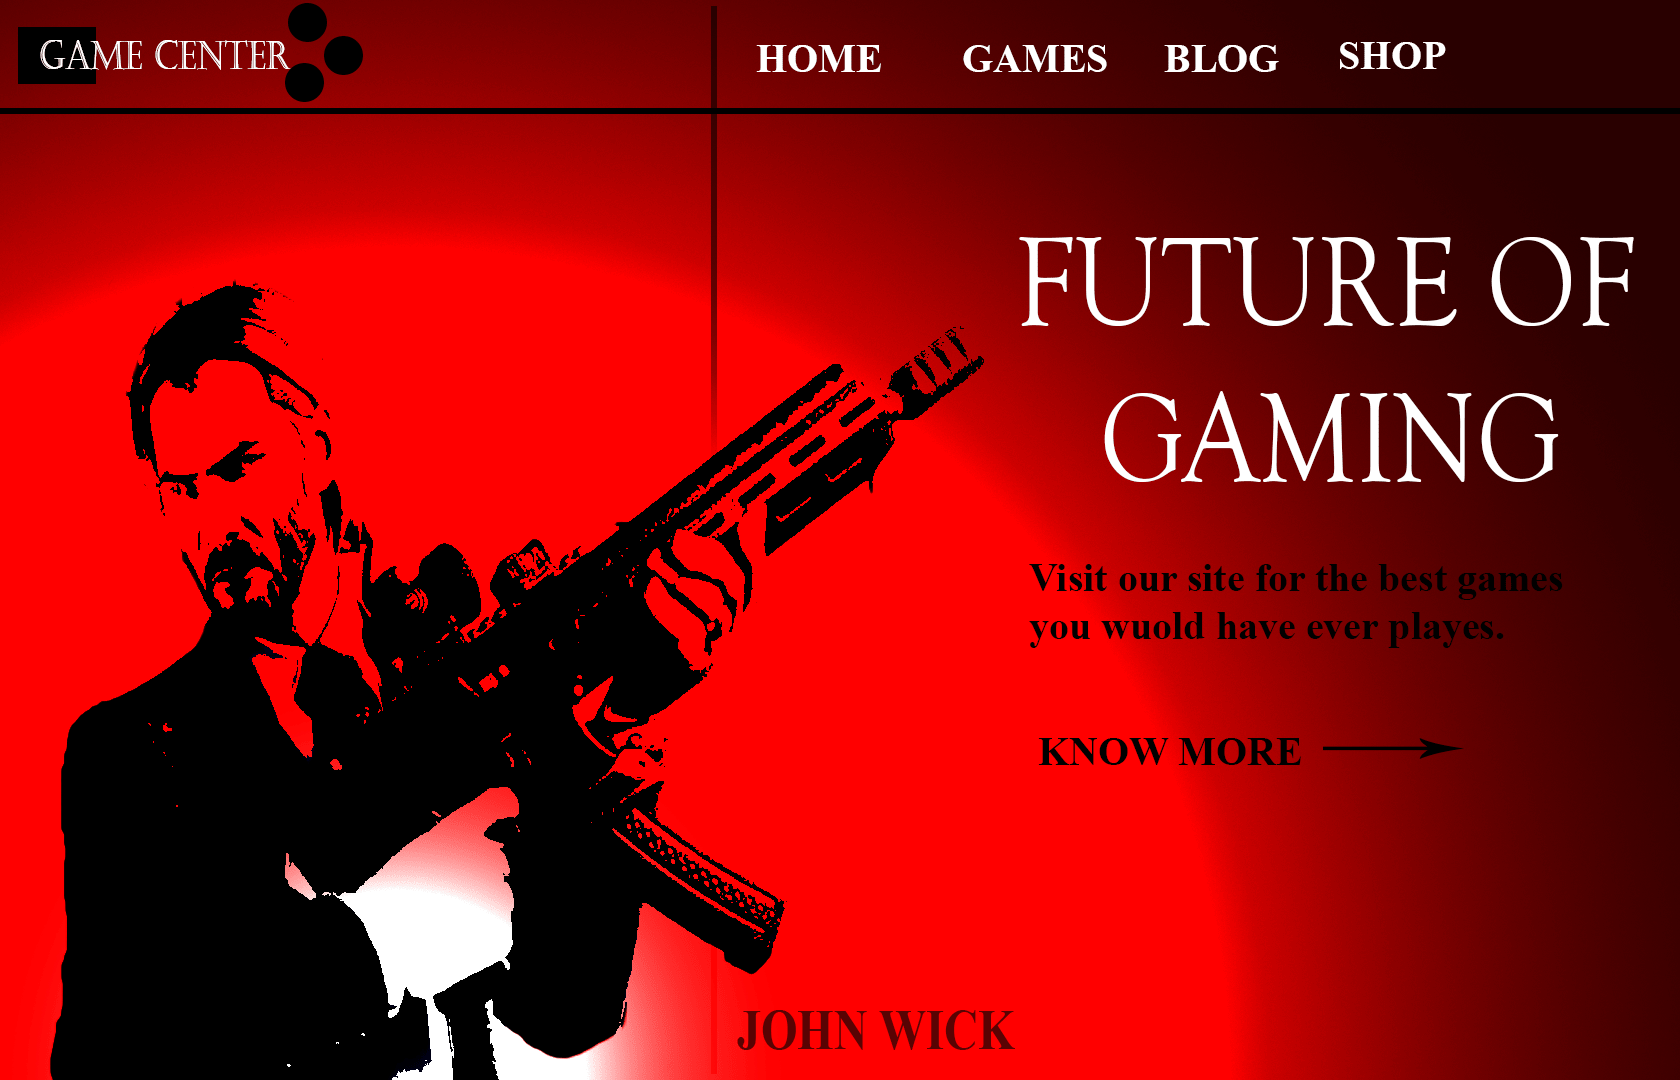 GAME CENTER
HOME GAMES BLOG SHOP
FUTURE OF
GAMING
Visit our site for the best games
you wuold have ever playes.
KNOW MORE
JOHN WICK